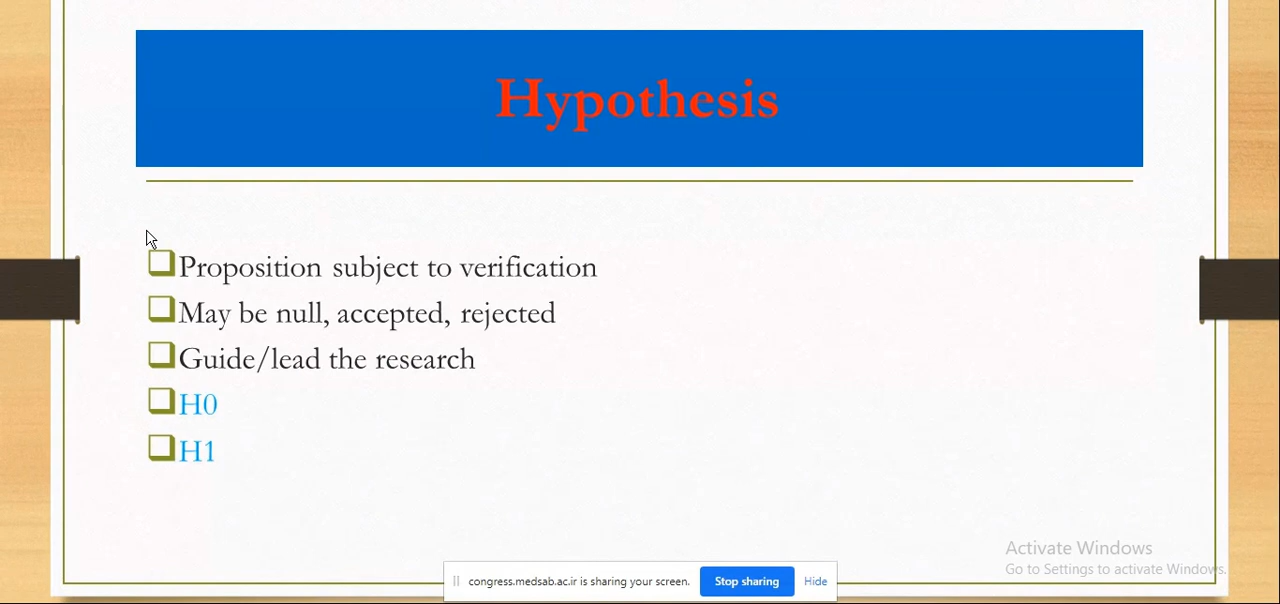 Hypothesis
Proposition subject to verification
May be null, accepted, rejected
Guide/lead the research
H0
H1
Activate Windows
Go to Settings to activate Windows.
congress.medsab.ac.ir is sharing your screen.
Stop sharing
Hide